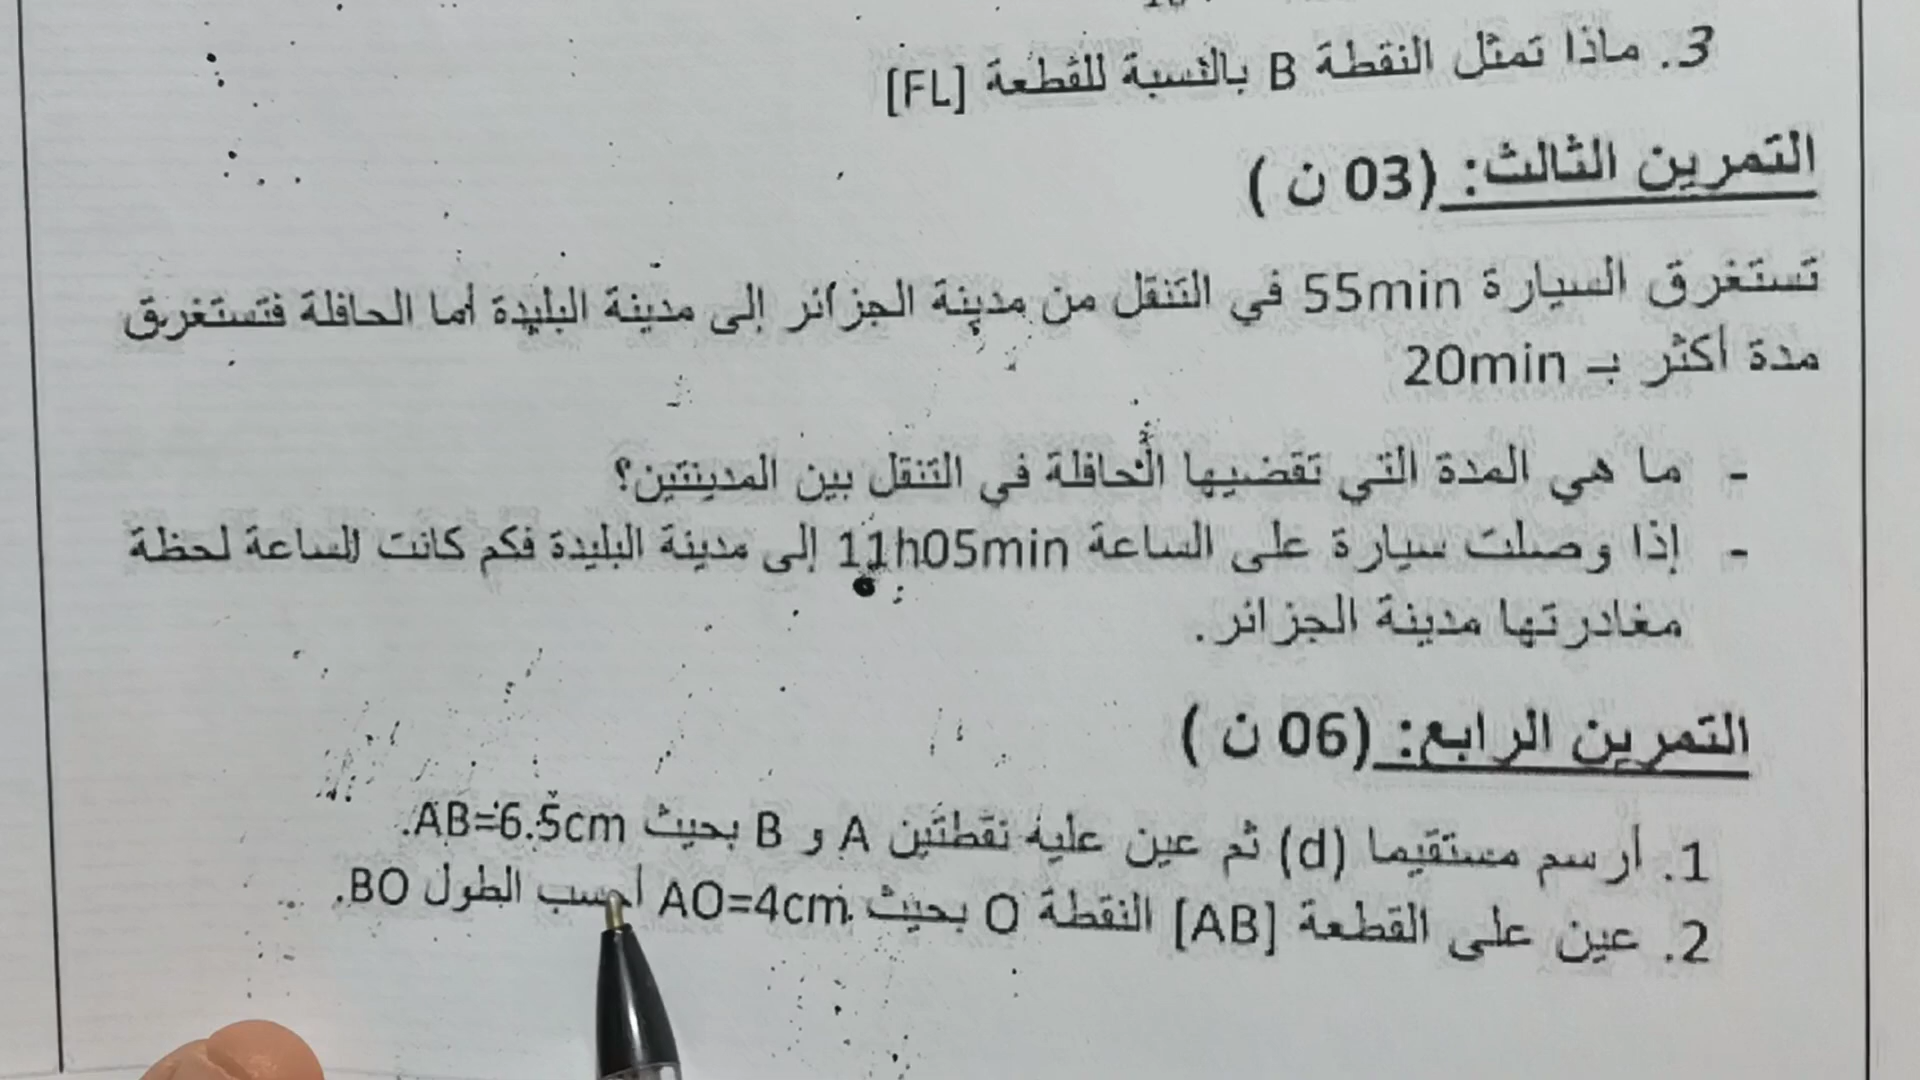 3. ماذا تمثل النقطة B بالنسبة للقطعة [FL]
التمرين الثالث: (03 ن )
تستغرق السيارة 55min في التنقل من مدينة الجزائر إلى مدينة البليدة أما الحافلة فتستغرق
مدة أكثر بـ 20min
- ما هي المدة التي تقضيها الحافلة في التنقل بين المدينتين؟
- إذا وصلت سيارة على الساعة 11h05min إلى مدينة البليدة فكم كانت الساعة لحظة
مغادرتها مدينة الجزائر.
التمرين الرابع: (06 ن )
1. أرسم مستقيما (d) ثم عين عليه نقطتين A و B بحيث AB=6.5cm.
2. عين على القطعة [AB] النقطة O بحيث AO=4cm. أحسب الطول BO.